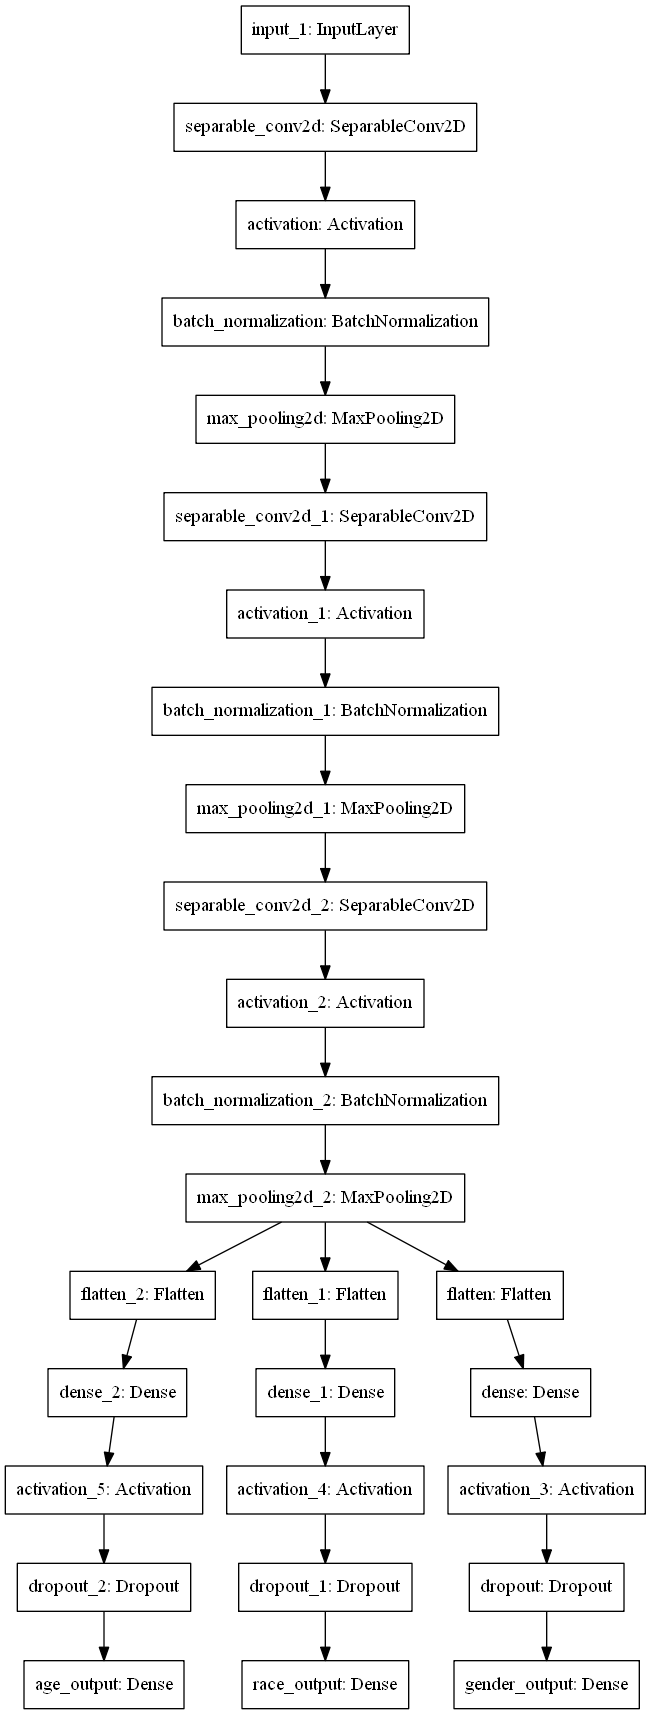 input_1: InputLayer
separable_conv2d: SeparableConv2D
activation: Activation
batch_normalization: BatchNormalization
max_pooling2d: MaxPooling2D
separable_conv2d_1: SeparableConv2D
activation_1: Activation
batch_normalization_1: BatchNormalization
max_pooling2d_1: MaxPooling2D
separable_conv2d_2: SeparableConv2D
activation_2: Activation
batch_normalization_2: BatchNormalization
max_pooling2d_2: MaxPooling2D
flatten_2: Flatten
flatten_1: Flatten
flatten: Flatten
dense_2: Dense
dense_1: Dense
dense: Dense
activation_5: Activation
activation_4: Activation
activation_3: Activation
dropout_2: Dropout
dropout_1: Dropout
dropout: Dropout
age_output: Dense
race_output: Dense
gender_output: Dense